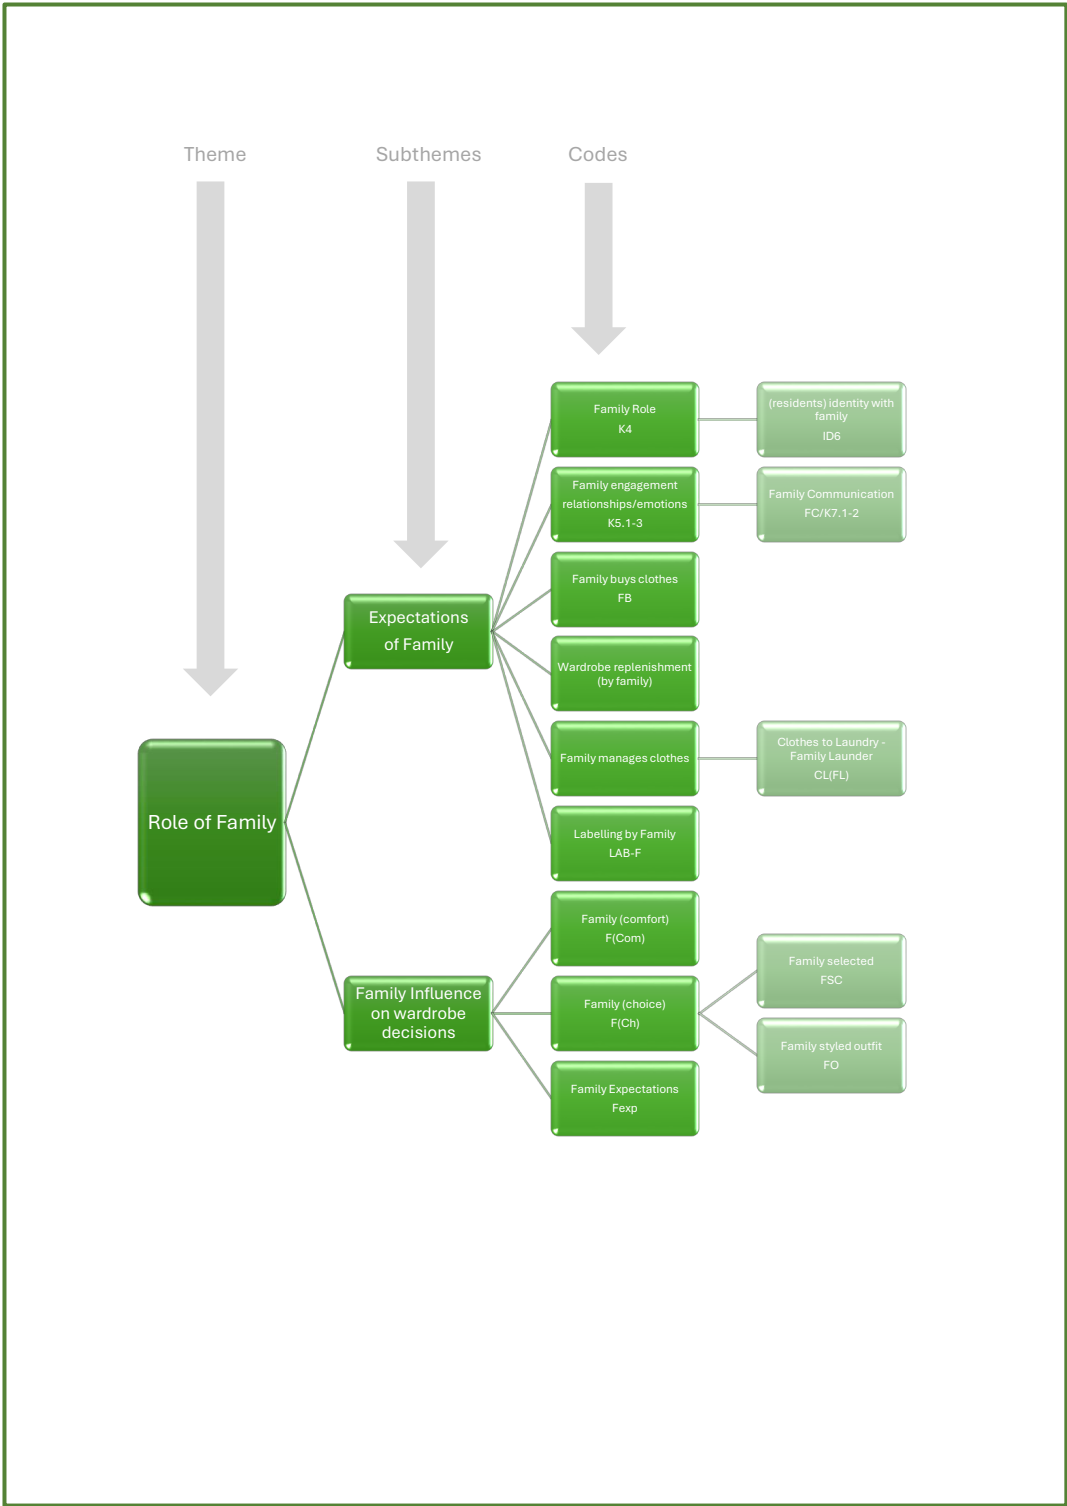 Theme
Subthemes
Codes
Role of Family
Expectations
of Family
Family Role
K4
(residents) identity with
family
ID6
Family engagement
relationships/emotions
K5.1-3
Family Communication
FC/K7.1-2
Family buys clothes
FB
Wardrobe replenishment
(by family)
Family manages clothes
Clothes to Laundry -
Family Launder
CL(FL)
Labelling by Family
LAB-F
Family Influence
on wardrobe
decisions
Family (comfort)
F(Com)
Family (choice)
F(Ch)
Family selected
FSC
Family styled outfit
FO
Family Expectations
Fexp